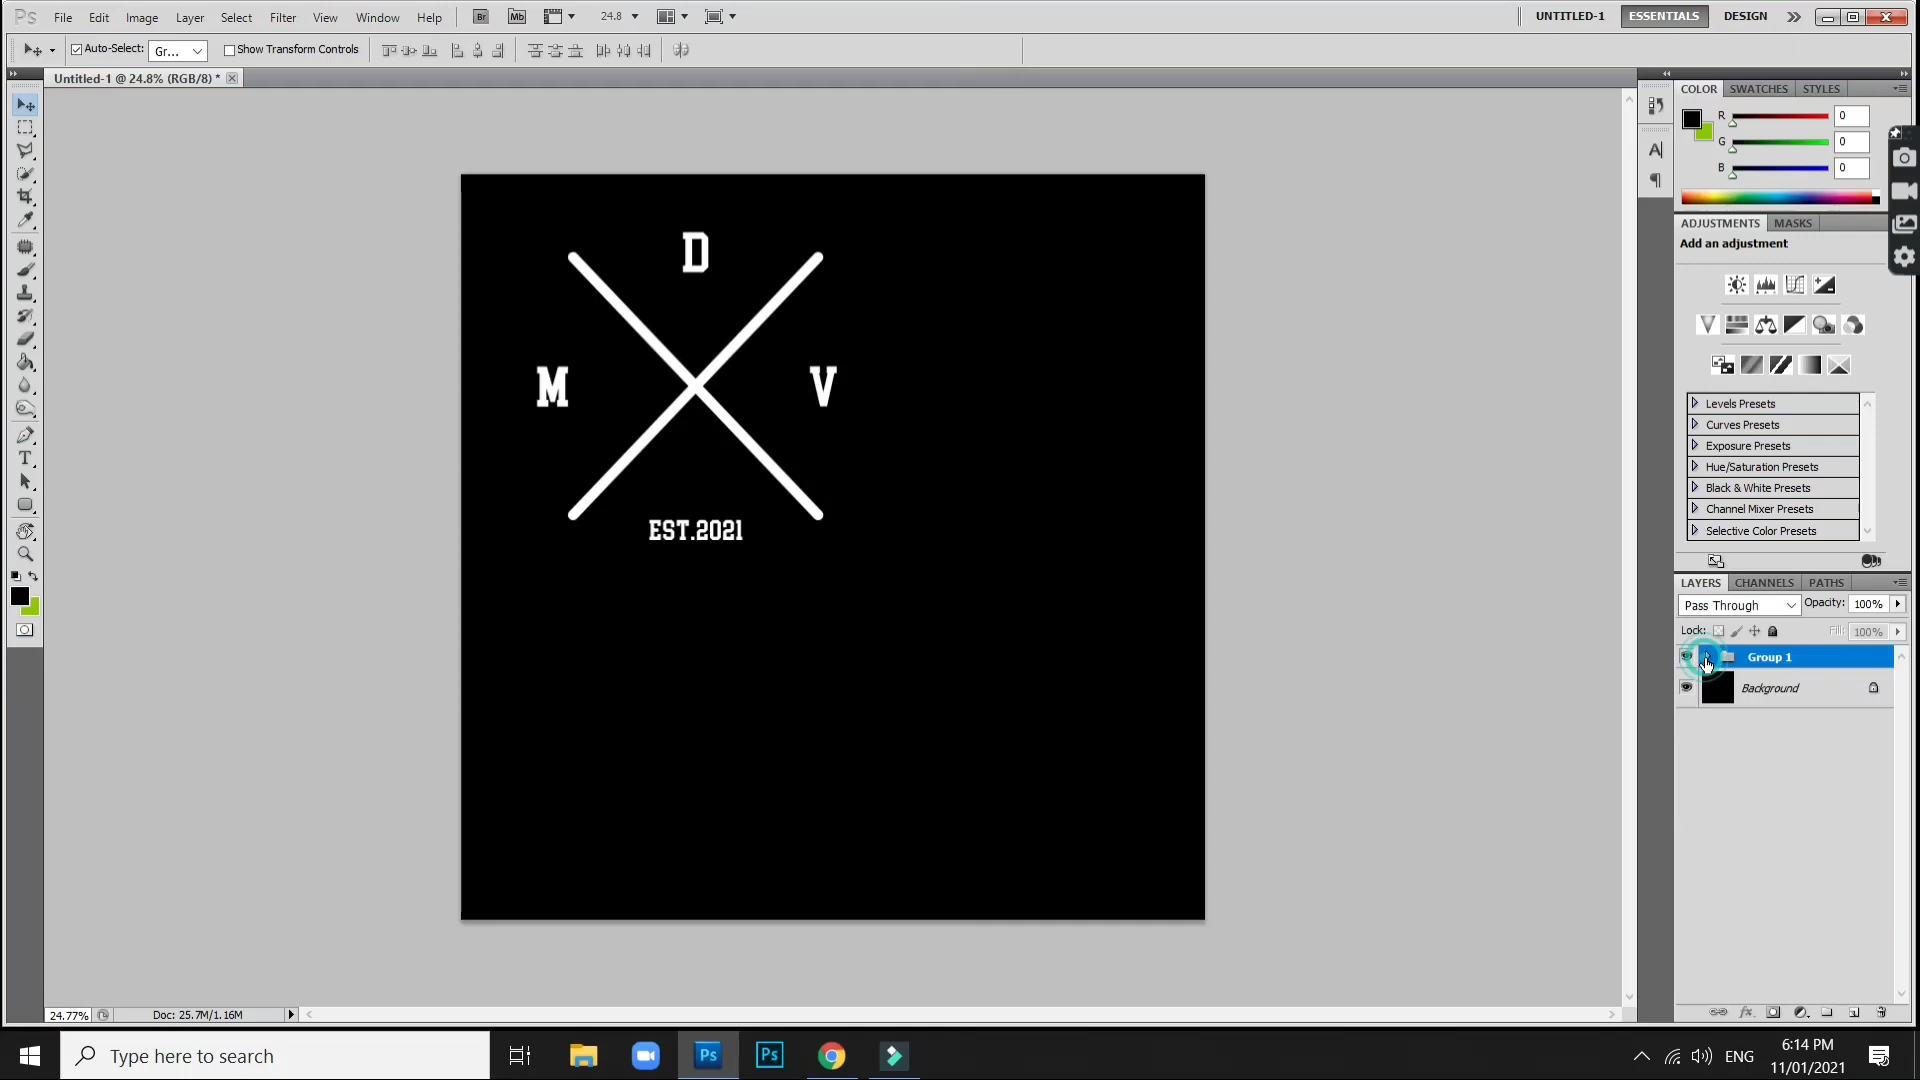 Ps File Edit Image Layer Select Filter View Window Help Br Mb 24.8 UNTITLED-1 ESSENTIALS DESIGN
Auto-Select: Gr... Show Transform Controls
Untitled-1 @ 24.8% (RGB/8) *
COLOR SWATCHES STYLES
R 0
G 0
B 0
ADJUSTMENTS MASKS
Add an adjustment
Levels Presets
Curves Presets
Exposure Presets
Hue/Saturation Presets
Black & White Presets
Channel Mixer Presets
Selective Color Presets
LAYERS CHANNELS PATHS
Pass Through Opacity: 100%
Lock: Fill: 100%
Group 1
Background
D
M V
EST.2021
24.77% Doc: 25.7M/1.16M
Type here to search Ps Ps ENG 6:14 PM
11/01/2021